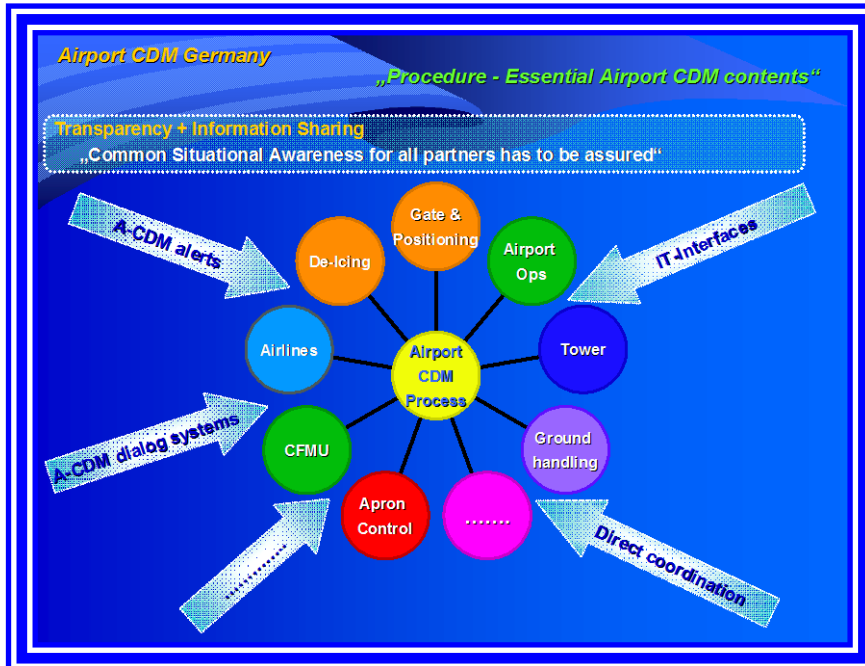 Airport CDM Germany
„Procedure - Essential Airport CDM contents“
Transparency + Information Sharing
„Common Situational Awareness for all partners has to be assured“
A-CDM alerts
IT-Interfaces
Gate &
Positioning
De-Icing
Airport
Ops
Airlines
Airport
CDM
Process
Tower
A-CDM dialog systems
CFMU
Ground
handling
Apron
Control
.......
..............
Direct coordination